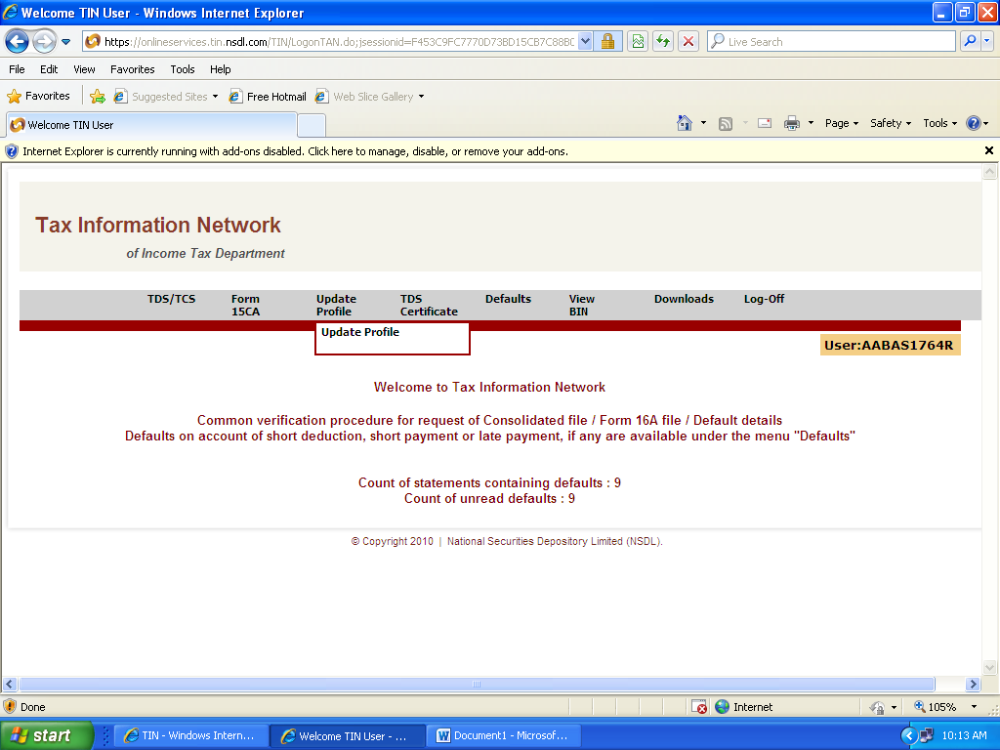 Welcome TIN User - Windows Internet Explorer
https://onlineservices.tin.nsdl.com/TIN/LogonTAN.do;jsessionid=F453C9FC7770D73BD15CB7C88BC
Live Search
File Edit View Favorites Tools Help
Favorites Suggested Sites Free Hotmail Web Slice Gallery
Welcome TIN User Page Safety Tools
Internet Explorer is currently running with add-ons disabled. Click here to manage, disable, or remove your add-ons.
Tax Information Network
of Income Tax Department
TDS/TCS Form 15CA Update Profile TDS Certificate Defaults View BIN Downloads Log-Off
Update Profile
User:AABAS1764R
Welcome to Tax Information Network
Common verification procedure for request of Consolidated file / Form 16A file / Default details
Defaults on account of short deduction, short payment or late payment, if any are available under the menu "Defaults"
Count of statements containing defaults : 9
Count of unread defaults : 9
© Copyright 2010 | National Securities Depository Limited (NSDL).
Done Internet 105%
start TIN - Windows Intern... Welcome TIN User - ... Document1 - Microsof... 10:13 AM